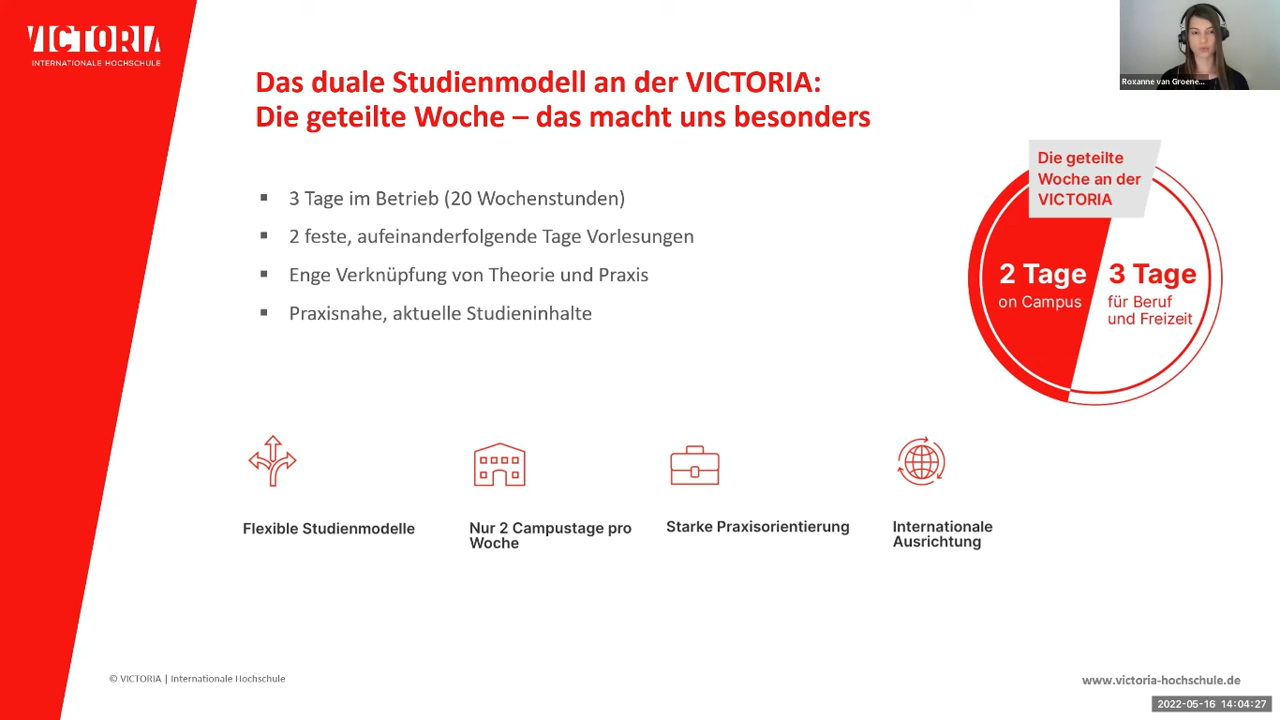 VICTORIA
INTERNATIONALE HOCHSCHULE
Das duale Studienmodell an der VICTORIA:
Die geteilte Woche – das macht uns besonders
Roxanne van Groene...
▪ 3 Tage im Betrieb (20 Wochenstunden)
▪ 2 feste, aufeinanderfolgende Tage Vorlesungen
▪ Enge Verknüpfung von Theorie und Praxis
▪ Praxisnahe, aktuelle Studieninhalte
Die geteilte
Woche an der
VICTORIA
2 Tage
on Campus
3 Tage
für Beruf
und Freizeit
Flexible Studienmodelle
Nur 2 Campustage pro
Woche
Starke Praxisorientierung
Internationale
Ausrichtung
© VICTORIA | Internationale Hochschule
www.victoria-hochschule.de
2022-05-16 14:04:27